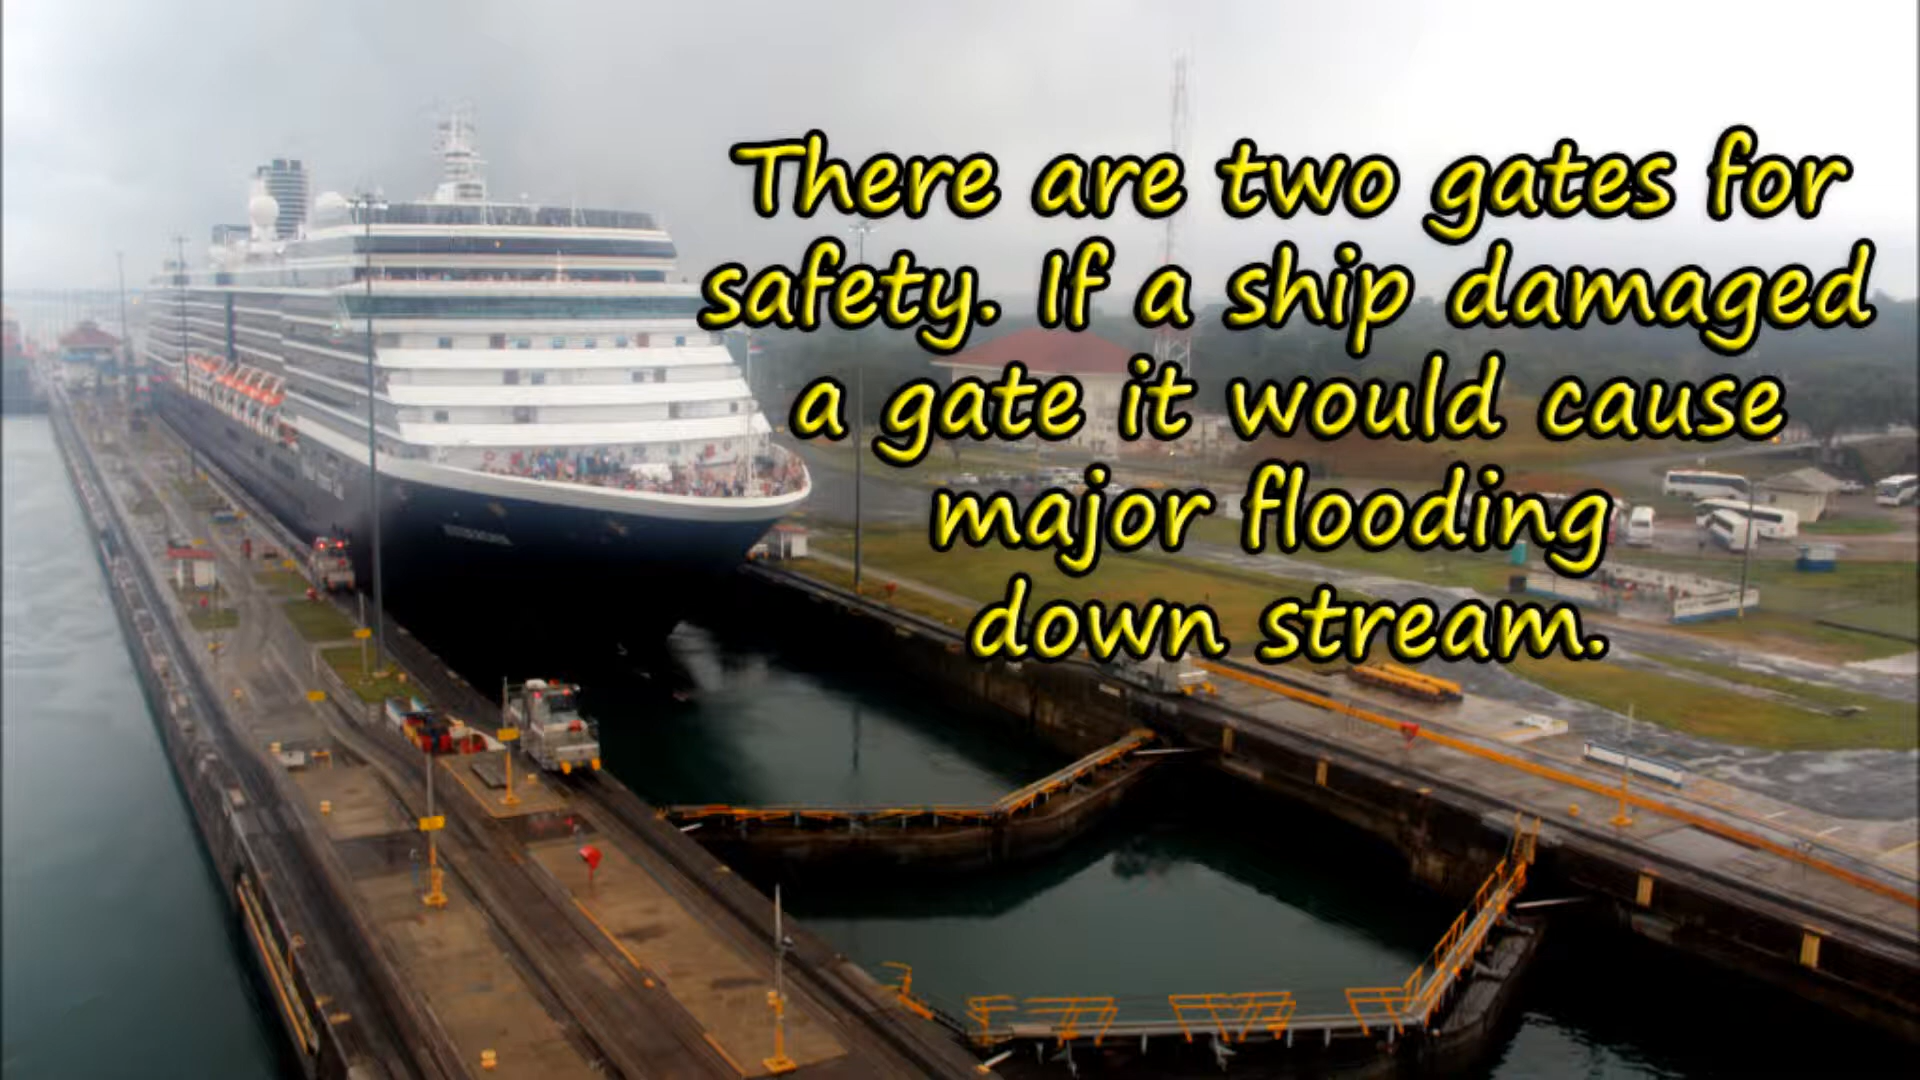 There are two gates for
safety. If a ship damaged
a gate it would cause
major flooding
down stream.